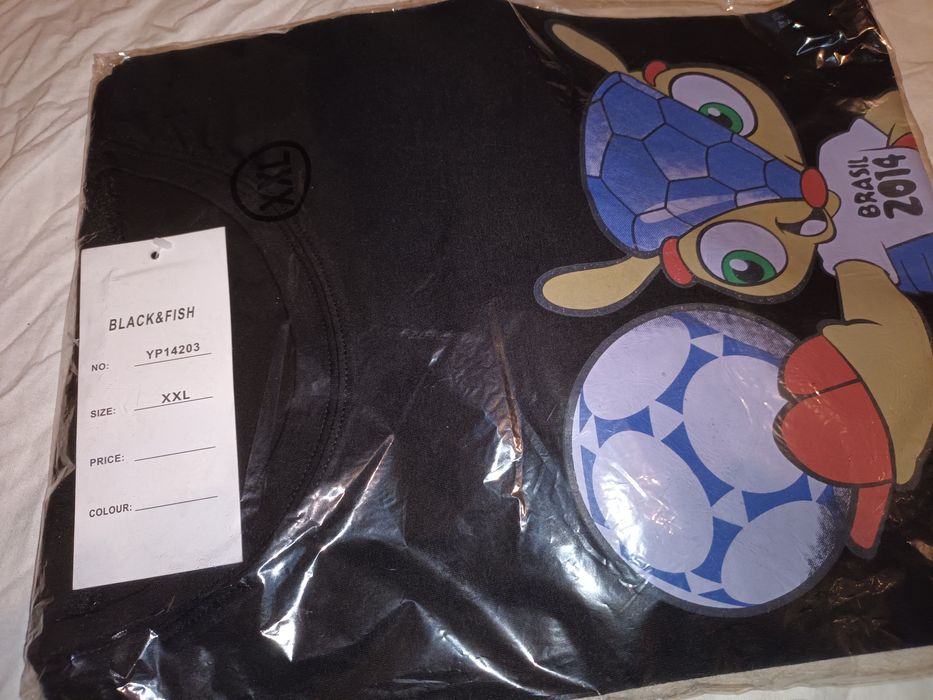 XXL
BLACK&FISH
NO: YP14203
SIZE: XXL
PRICE:
COLOUR:
BRASIL
2014